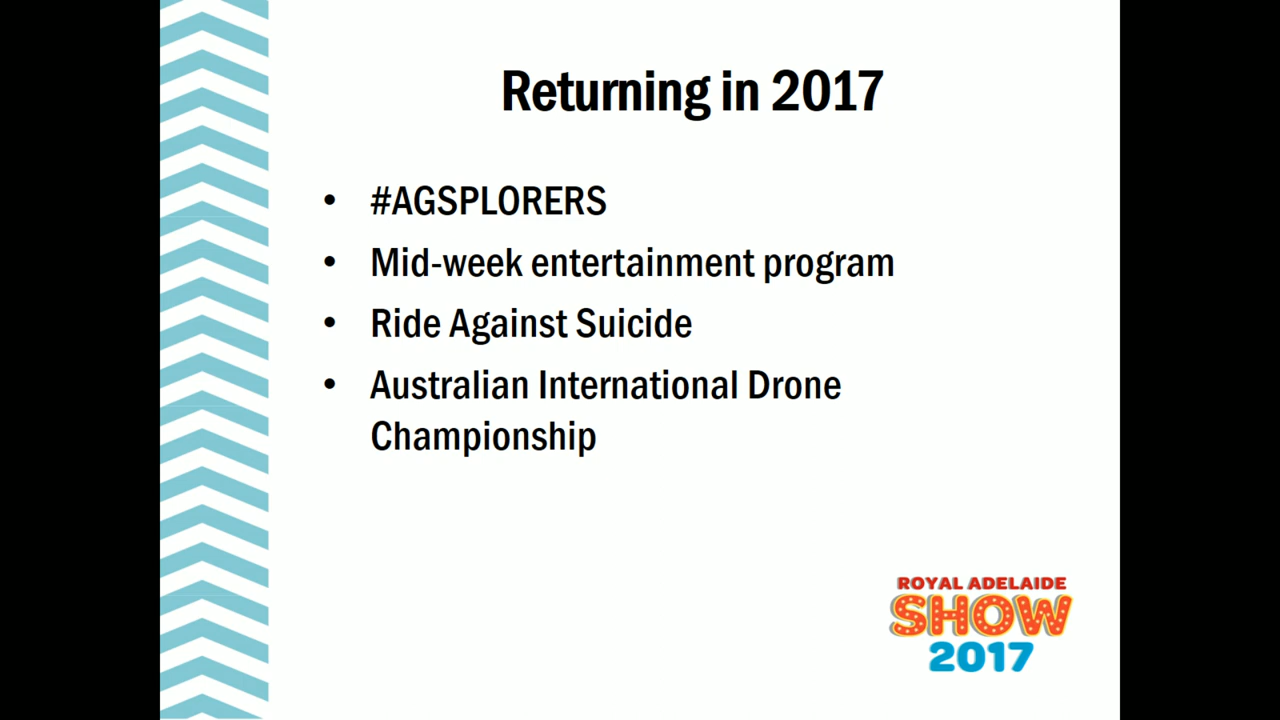 Returning in 2017
• #AGSPLORERS
• Mid-week entertainment program
• Ride Against Suicide
• Australian International Drone
Championship
ROYAL ADELAIDE
SHOW
2017